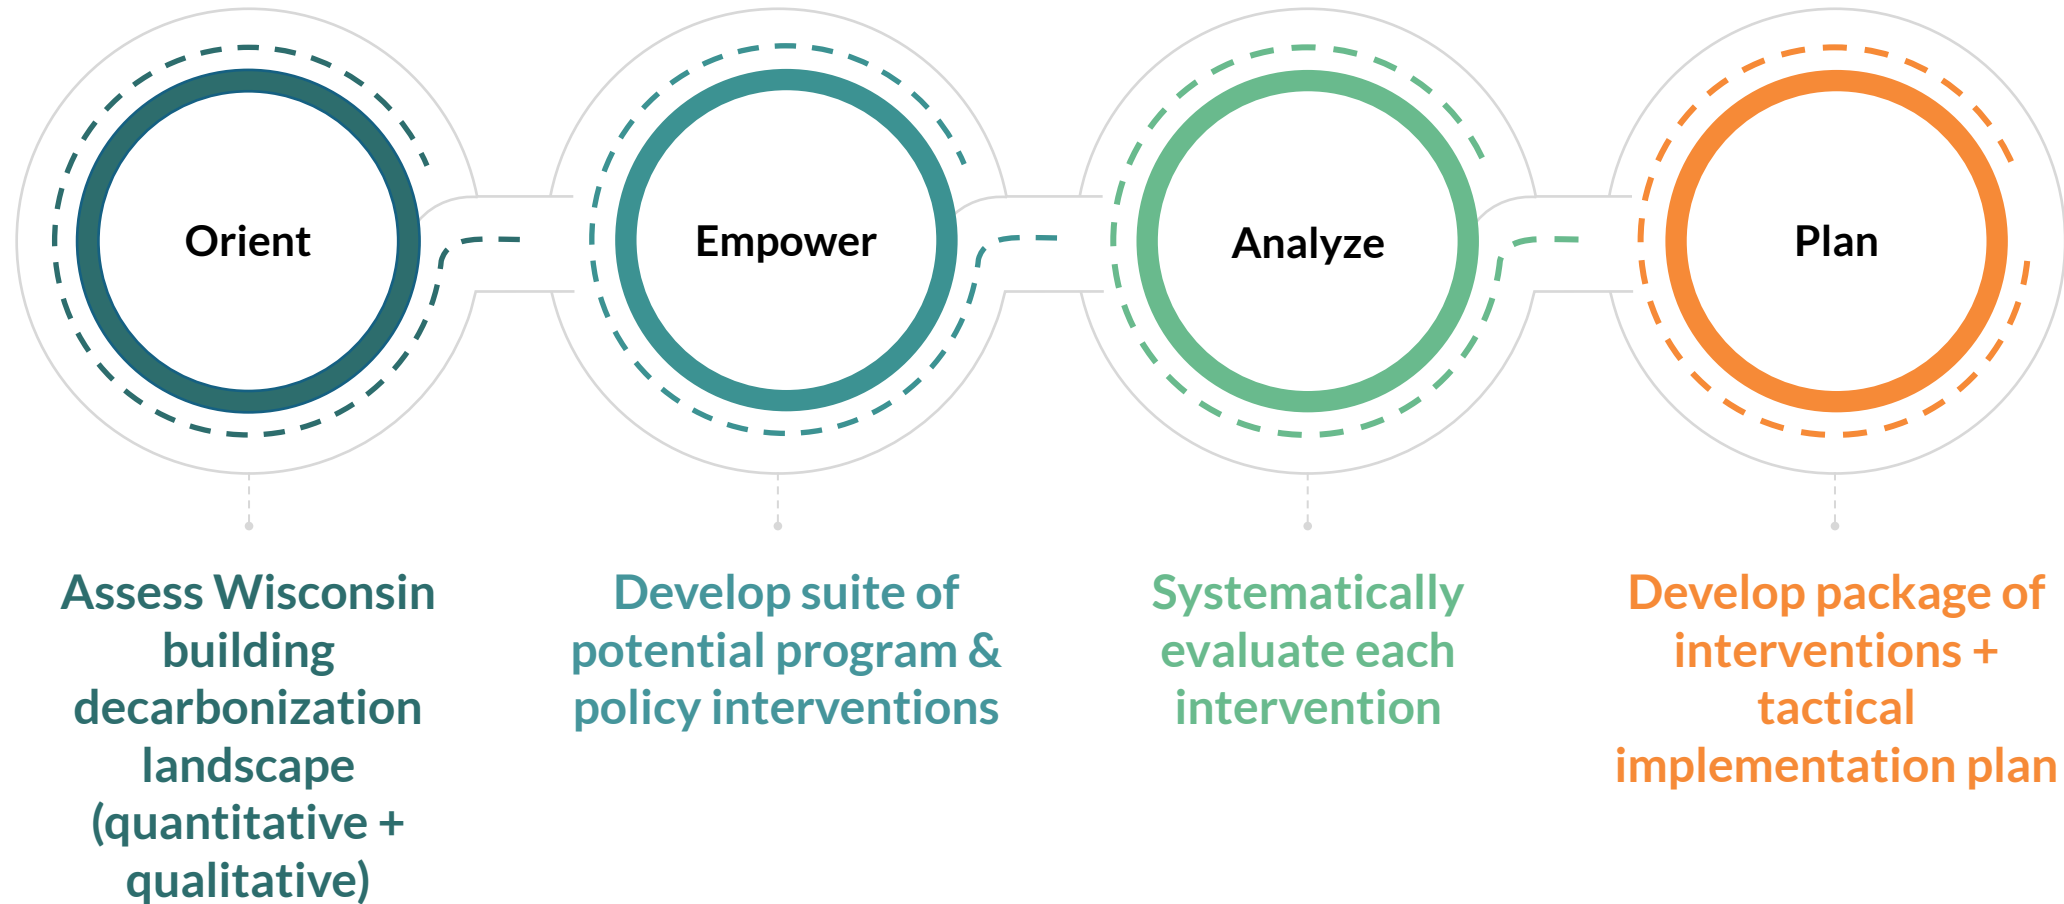 Orient
Empower
Analyze
Plan
Assess Wisconsin
building
decarbonization
landscape
(quantitative +
qualitative)
Develop suite of
potential program &
policy interventions
Systematically
evaluate each
intervention
Develop package of
interventions +
tactical
implementation plan